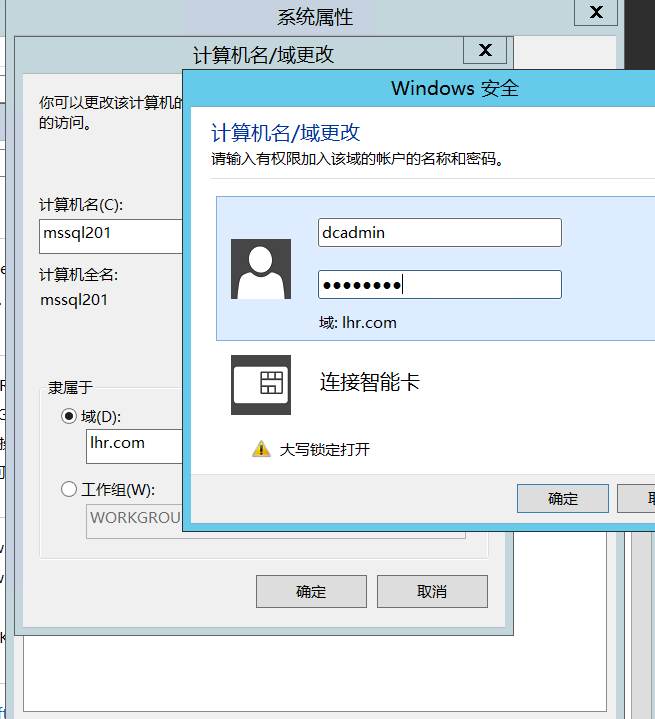 系统属性
计算机名/域更改
你可以更改该计算机的
的访问。
计算机名(C):
mssql201
计算机全名:
mssql201
隶属于
域(D):
lhr.com
工作组(W):
WORKGROU
确定
取消
Windows 安全
计算机名/域更改
请输入有权限加入该域的帐户的名称和密码。
dcadmin
●●●●●●●●
域: lhr.com
连接智能卡
大写锁定打开
确定